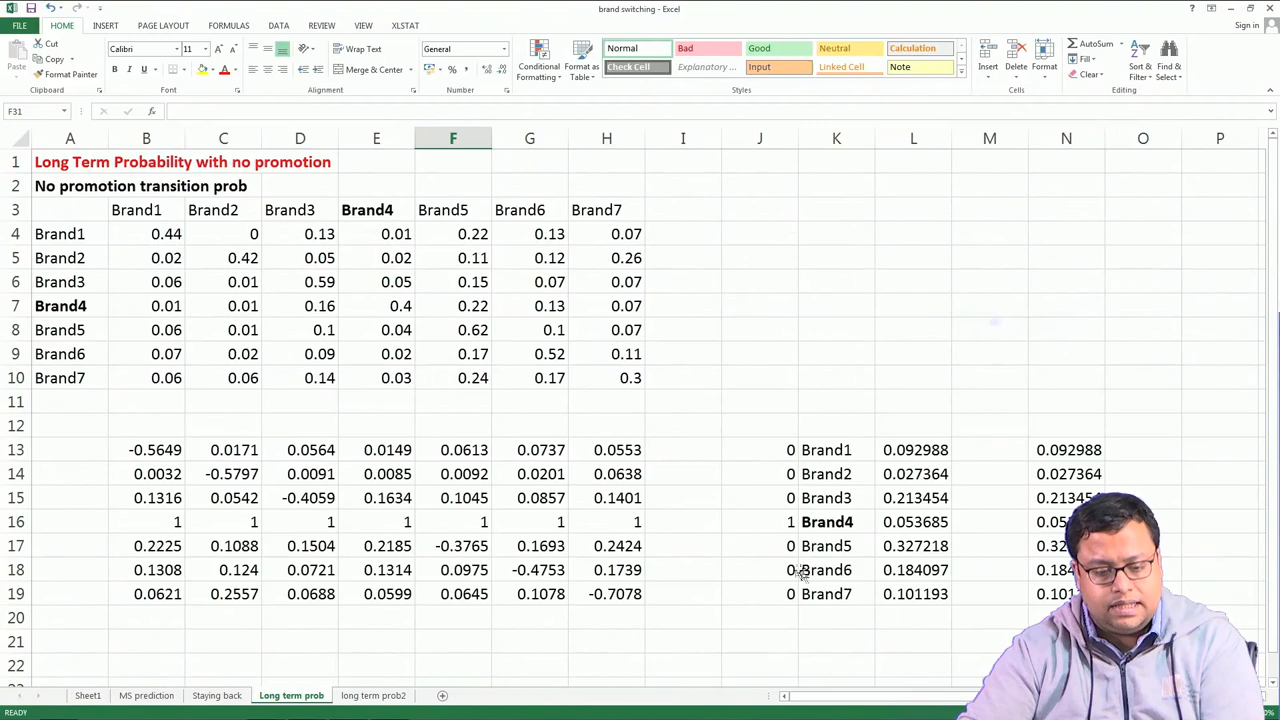 brand switching - Excel
Sign in
FILE HOME INSERT PAGE LAYOUT FORMULAS DATA REVIEW VIEW XLSTAT
Cut
Copy
Format Painter
Paste
Calibri 11
B I U
Wrap Text
Merge & Center
General
Conditional Formatting Format as Table
Normal Bad Good Neutral Calculation
Check Cell Explanatory ... Input Linked Cell Note
Insert Delete Format
AutoSum
Fill
Clear
Sort & Filter Find & Select
Clipboard Font Alignment Number Styles Cells Editing
F31
A B C D E F G H I J K L M N O P
1 Long Term Probability with no promotion
2 No promotion transition prob
3 Brand1 Brand2 Brand3 Brand4 Brand5 Brand6 Brand7
4 Brand1 0.44 0 0.13 0.01 0.22 0.13 0.07
5 Brand2 0.02 0.42 0.05 0.02 0.11 0.12 0.26
6 Brand3 0.06 0.01 0.59 0.05 0.15 0.07 0.07
7 Brand4 0.01 0.01 0.16 0.4 0.22 0.13 0.07
8 Brand5 0.06 0.01 0.1 0.04 0.62 0.1 0.07
9 Brand6 0.07 0.02 0.09 0.02 0.17 0.52 0.11
10 Brand7 0.06 0.06 0.14 0.03 0.24 0.17 0.3
11
12
13 -0.5649 0.0171 0.0564 0.0149 0.0613 0.0737 0.0553 0 Brand1 0.092988 0.092988
14 0.0032 -0.5797 0.0091 0.0085 0.0092 0.0201 0.0638 0 Brand2 0.027364 0.027364
15 0.1316 0.0542 -0.4059 0.1634 0.1045 0.0857 0.1401 0 Brand3 0.213454 0.213454
16 1 1 1 1 1 1 1 1 Brand4 0.053685
17 0.2225 0.1088 0.1504 0.2185 -0.3765 0.1693 0.2424 0 Brand5 0.327218
18 0.1308 0.124 0.0721 0.1314 0.0975 -0.4753 0.1739 0 Brand6 0.184097
19 0.0621 0.2557 0.0688 0.0599 0.0645 0.1078 -0.7078 0 Brand7 0.101193
20
21
22
Sheet1 MS prediction Staying back Long term prob long term prob2
READY